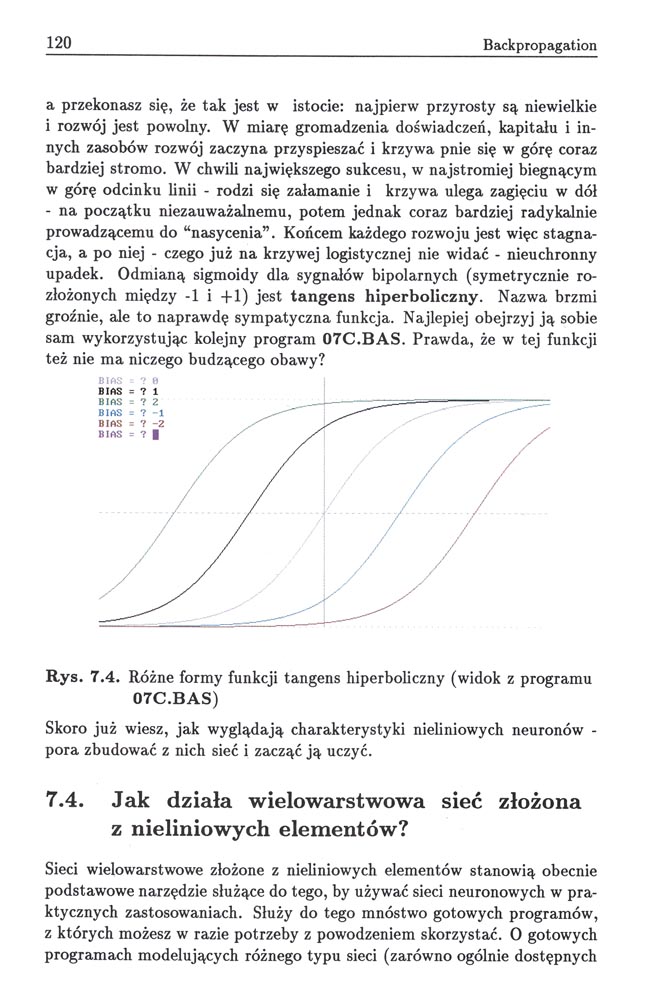 120
Backpropagation
a przekonasz się, że tak jest w istocie: najpierw przyrosty są niewielkie
i rozwój jest powolny. W miarę gromadzenia doświadczeń, kapitału i in-
nych zasobów rozwój zaczyna przyspieszać i krzywa pnie się w górę coraz
bardziej stromo. W chwili największego sukcesu, w najstromiej biegnącym
w górę odcinku linii - rodzi się załamanie i krzywa ulega zagięciu w dół
- na początku niezauważalnemu, potem jednak coraz bardziej radykalnie
prowadzącemu do “nasycenia”. Końcem każdego rozwoju jest więc stagna-
cja, a po niej - czego już na krzywej logistycznej nie widać - nieuchronny
upadek. Odmianą sigmoidy dla sygnałów bipolarnych (symetrycznie ro-
złożonych między -1 i +1) jest tangens hiperboliczny. Nazwa brzmi
groźnie, ale to naprawdę sympatyczna funkcja. Najlepiej obejrzyj ją sobie
sam wykorzystując kolejny program 07C.BAS. Prawda, że w tej funkcji
też nie ma niczego budzącego obawy?
BIAS = ? 0
BIAS = ? 1
BIAS = ? 2
BIAS = ? -1
BIAS = ? -2
BIAS = ?
Rys. 7.4. Różne formy funkcji tangens hiperboliczny (widok z programu
07C.BAS)
Skoro już wiesz, jak wyglądają charakterystyki nieliniowych neuronów -
pora zbudować z nich sieć i zacząć ją uczyć.
7.4. Jak działa wielowarstwowa sieć złożona
z nieliniowych elementów?
Sieci wielowarstwowe złożone z nieliniowych elementów stanowią obecnie
podstawowe narzędzie służące do tego, by używać sieci neuronowych w pra-
ktycznych zastosowaniach. Służy do tego mnóstwo gotowych programów,
z których możesz w razie potrzeby z powodzeniem skorzystać. O gotowych
programach modelujących różnego typu sieci (zarówno ogólnie dostępnych